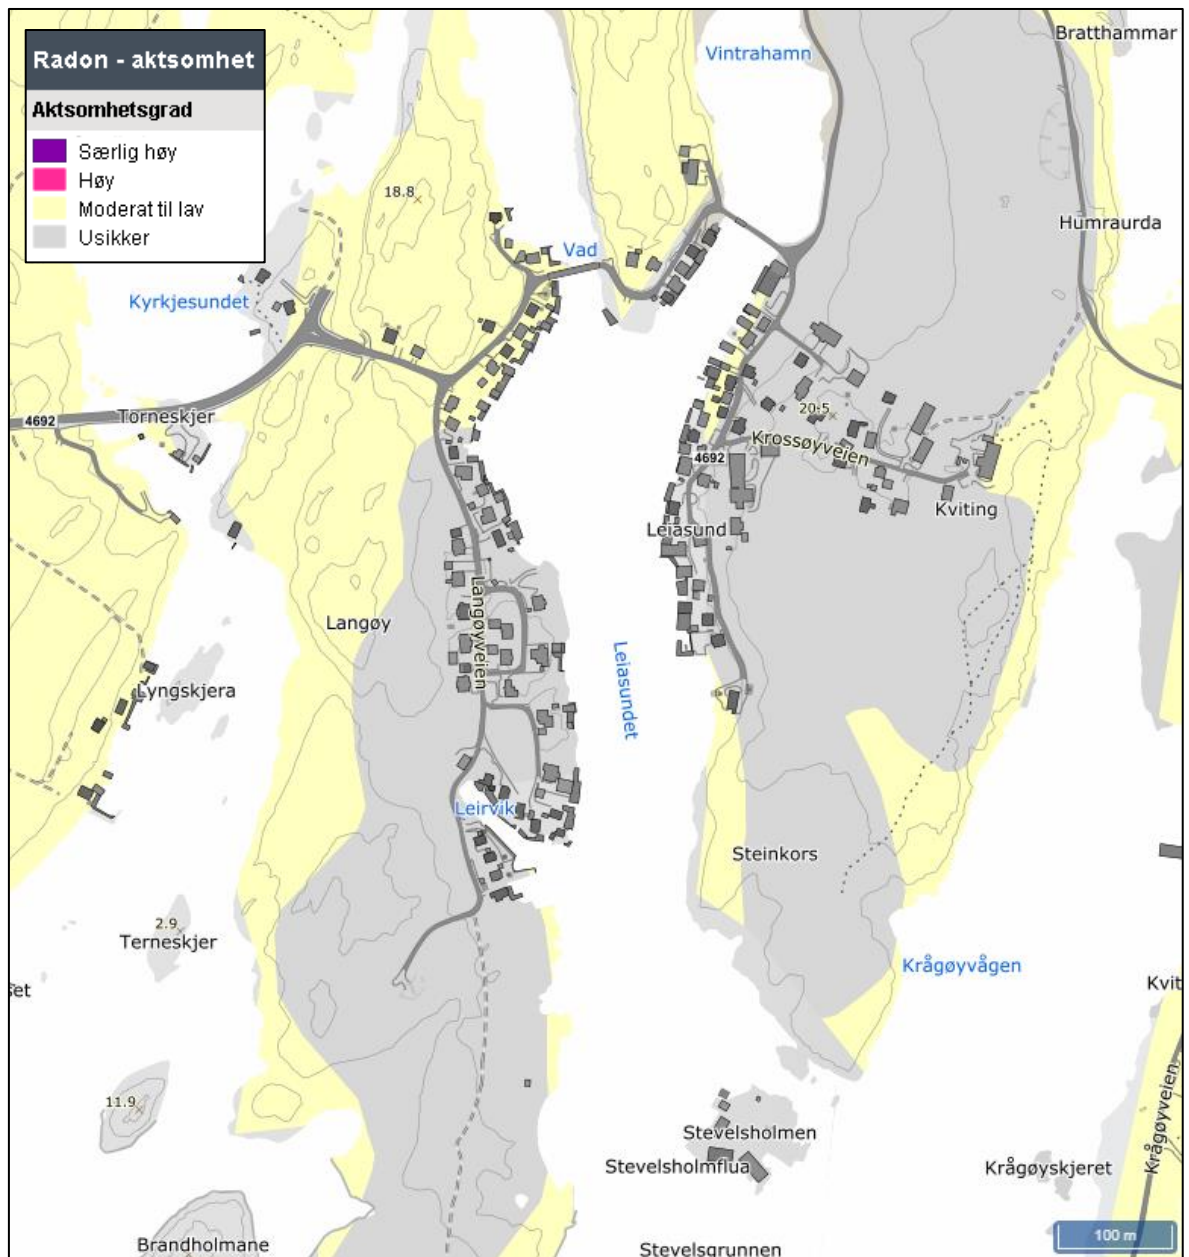 Radon - aktsomhet
Aktsomhetsgrad
Særlig høy
Høy
Moderat til lav
Usikker
Bratthammar
Vintrahamn
18.8
Humraurda
Vad
Kyrkjesundet
Torneskjer
4692
20.5
Krossøyveien
4692
Kviting
Leiasund
Langøyveien
Langøy
Leiasundet
Lyngskjera
Leirvik
Steinkors
2.9
Terneskjer
Krågøyvågen
set
Kvit
11.9
Stevelsholmen
Stevelsholmflua
Krågøyskjeret
Krågøyveien
100 m
Brandholmane
Stevelsgrunnen